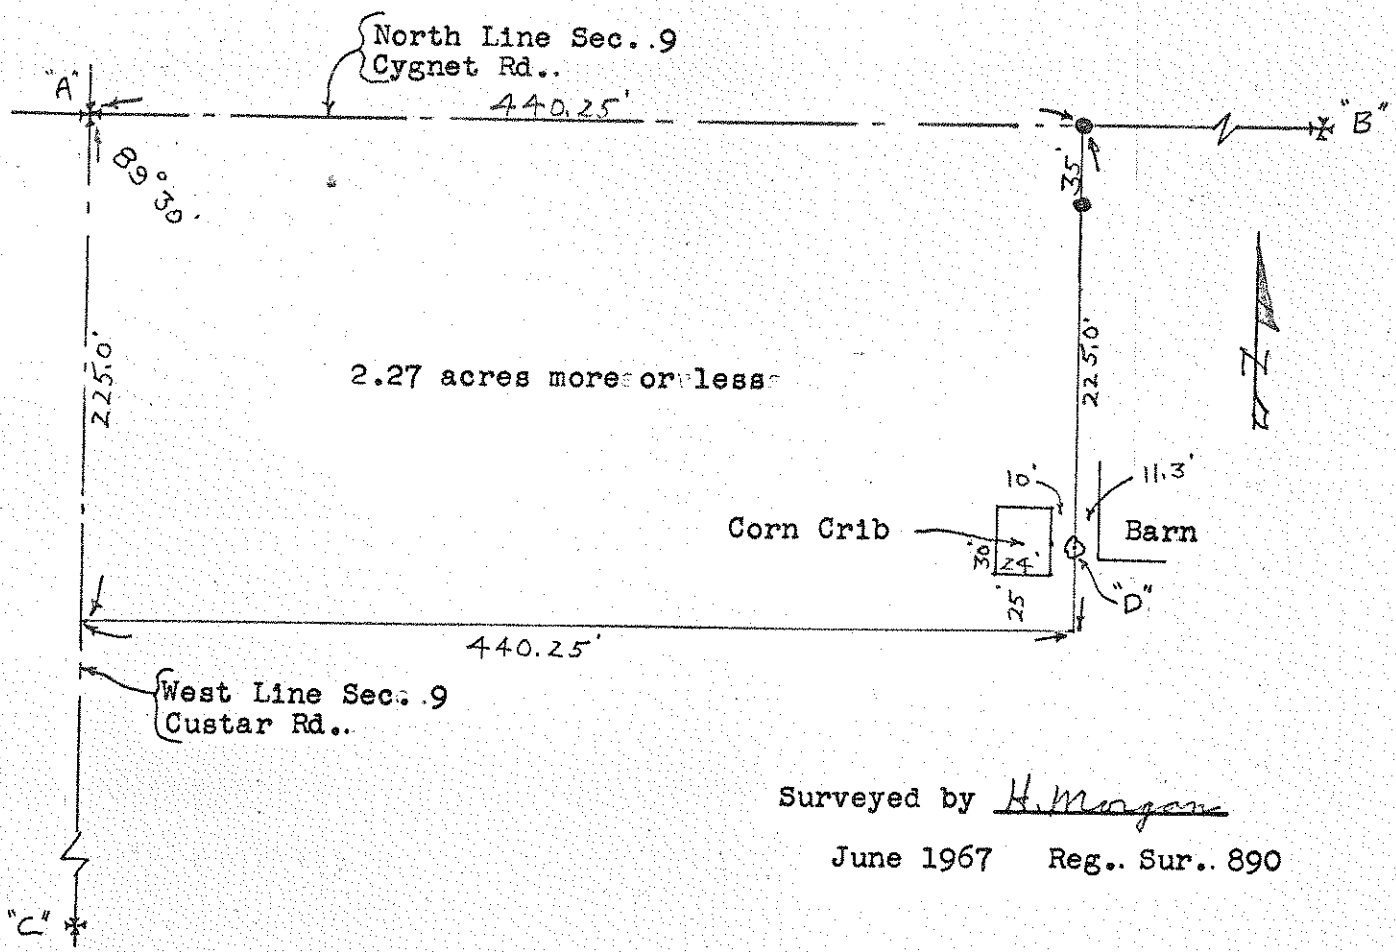 North Line Sec..9
Cygnet Rd..
"A"
440.25'
"B"
89°30'
35'
225.0'
2.27 acres more or less
225.0'
N
10'
11.3'
Corn Crib
Barn
30'
24'
25'
"D"
440.25'
West Line Sec..9
Custar Rd..
Surveyed by H. Morgan
June 1967 Reg.. Sur.. 890
"C"